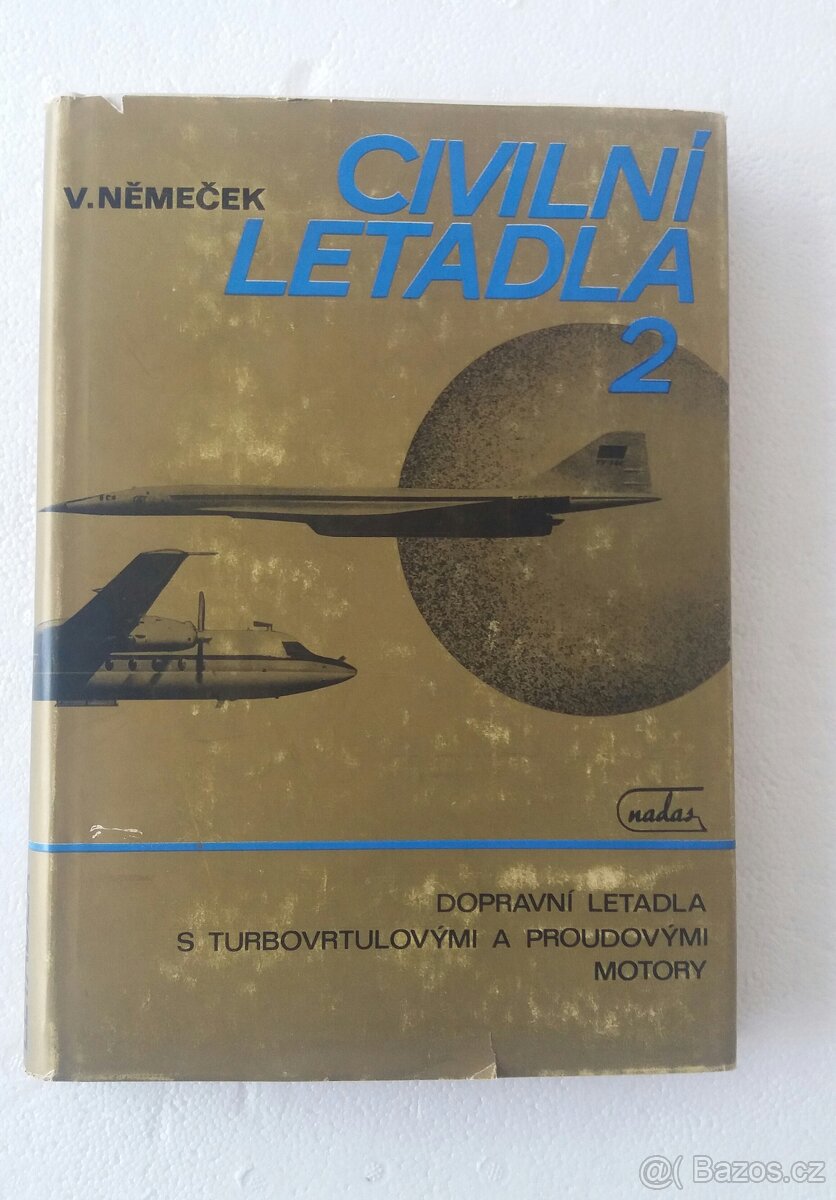 V.NĚMEČEK
CIVILNÍ
LETADLA
2
nadas
DOPRAVNÍ LETADLA
S TURBOVRTULOVÝMI A PROUDOVÝMI
MOTORY
@( Bazos.cz